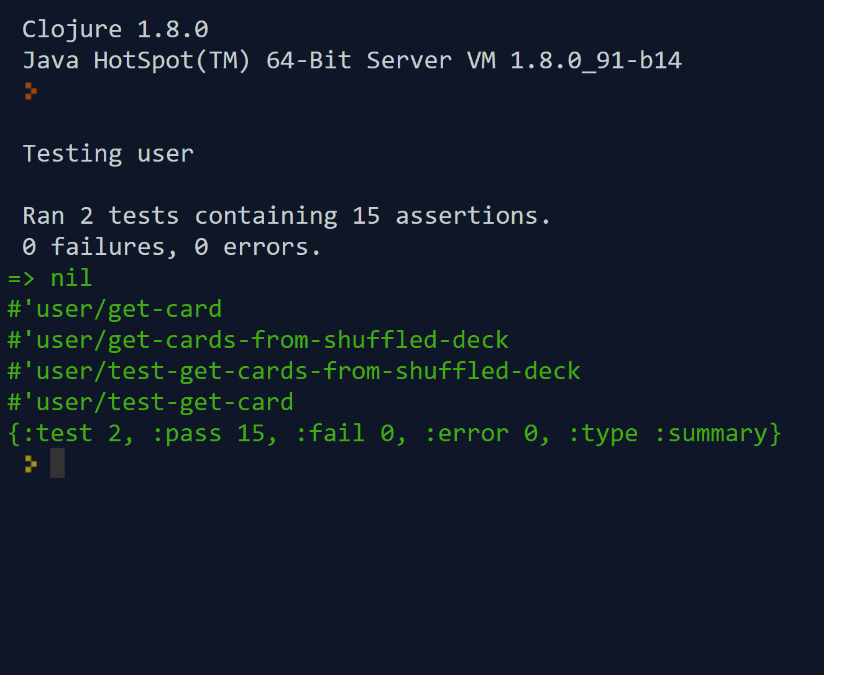 Clojure 1.8.0
Java HotSpot(TM) 64-Bit Server VM 1.8.0_91-b14
Testing user
Ran 2 tests containing 15 assertions.
0 failures, 0 errors.
=> nil
#'user/get-card
#'user/get-cards-from-shuffled-deck
#'user/test-get-cards-from-shuffled-deck
#'user/test-get-card
{:test 2, :pass 15, :fail 0, :error 0, :type :summary}